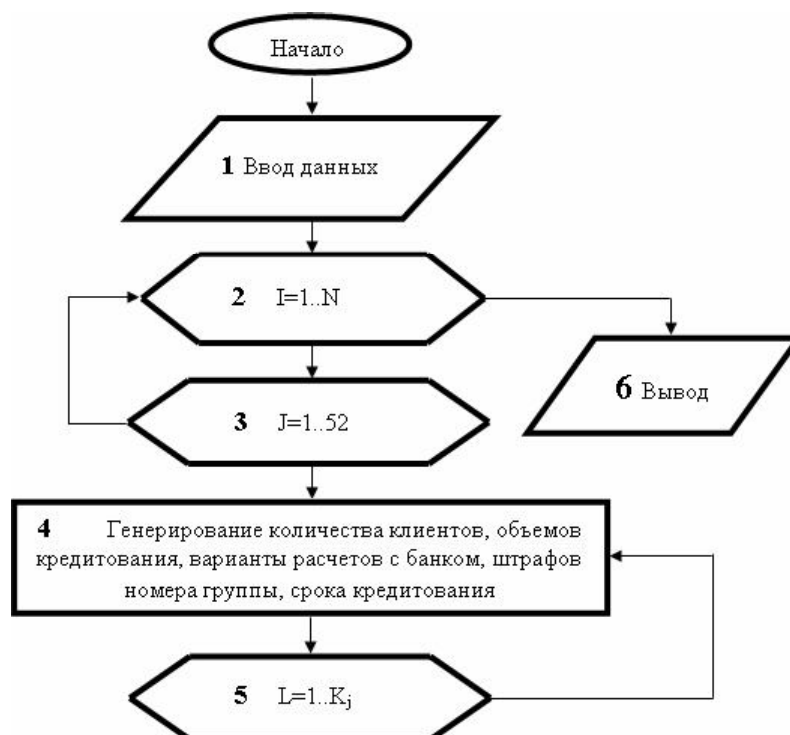 Начало
1 Ввод данных
2 I=1..N
6 Вывод
3 J=1..52
4 Генерирование количества клиентов, объемов
кредитования, варианты расчетов с банком, штрафов
номера группы, срока кредитования
5 L=1..Kj